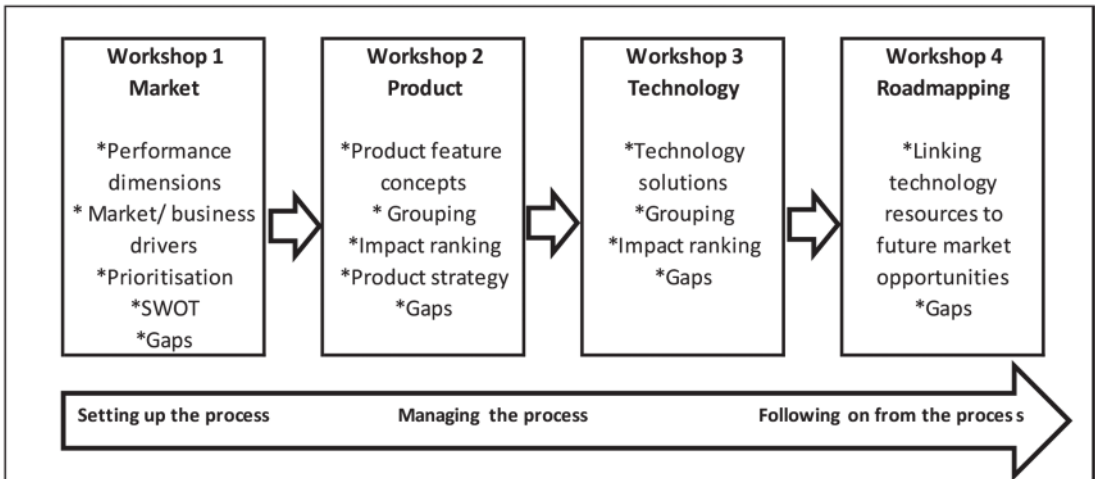 Workshop 1
Market
*Performance
dimensions
* Market/ business
drivers
*Prioritisation
*SWOT
*Gaps
Workshop 2
Product
*Product feature
concepts
* Grouping
*Impact ranking
*Product strategy
*Gaps
Workshop 3
Technology
*Technology
solutions
*Grouping
*Impact ranking
*Gaps
Workshop 4
Roadmapping
*Linking
technology
resources to
future market
opportunities
*Gaps
Setting up the process
Managing the process
Following on from the process